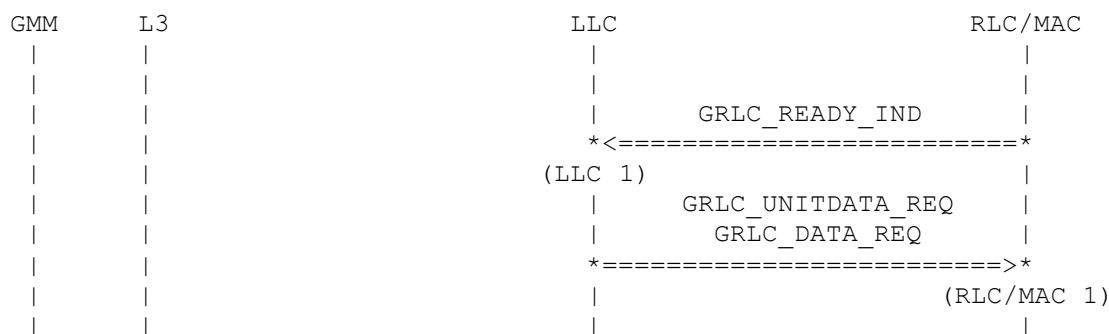 GMM L3 LLC RLC/MAC
| | | |
| | | |
| | | GRLC_READY_IND |
| | *<==========================*
| | (LLC 1) |
| | | GRLC_UNITDATA_REQ |
| | | GRLC_DATA_REQ |
| | *==========================>*
| | | (RLC/MAC 1)
| | | |